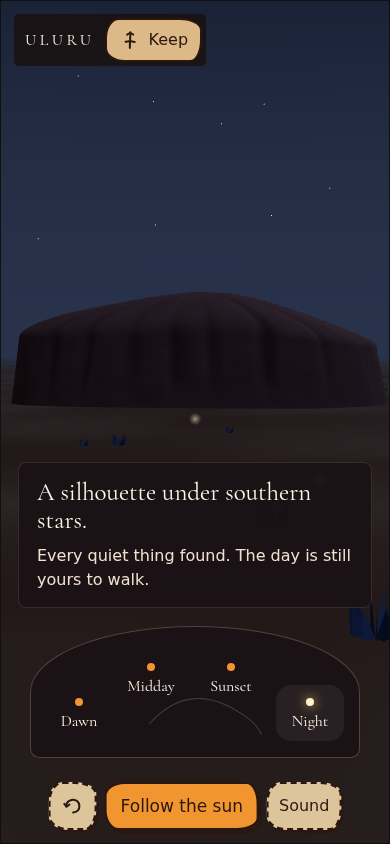 ULURU
Keep
A silhouette under southern
stars.
Every quiet thing found. The day is still
yours to walk.
Midday
Sunset
Dawn
Night
Follow the sun
Sound